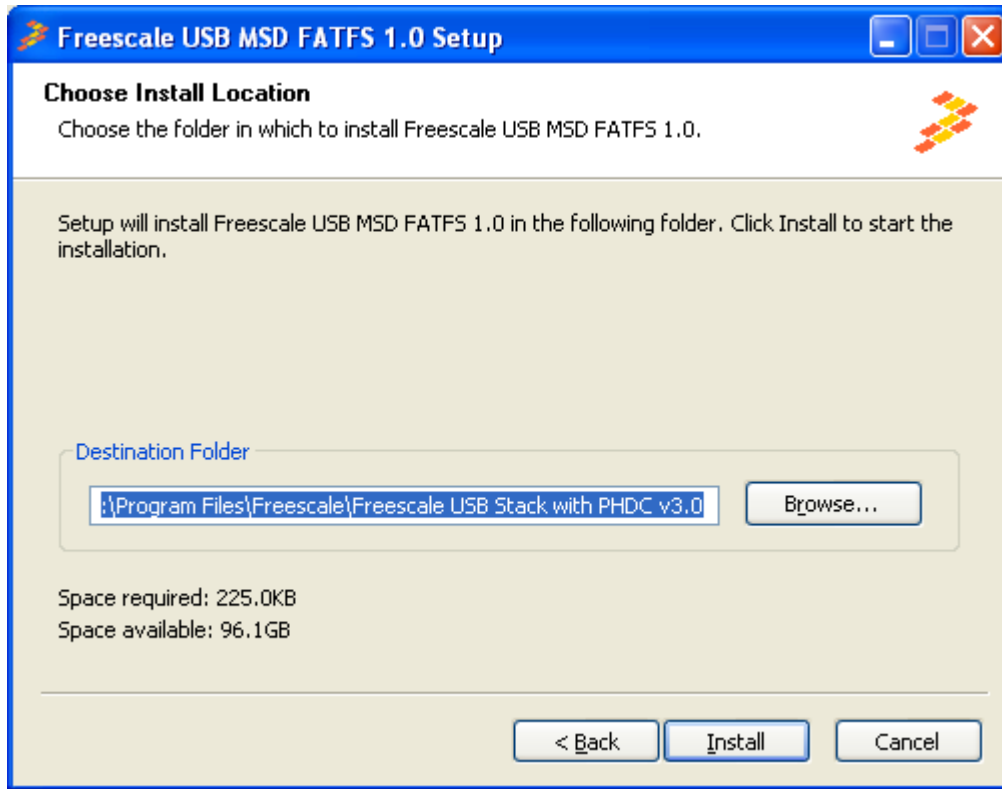 Freescale USB MSD FATFS 1.0 Setup
Choose Install Location
Choose the folder in which to install Freescale USB MSD FATFS 1.0.
Setup will install Freescale USB MSD FATFS 1.0 in the following folder. Click Install to start the
installation.
Destination Folder
:\Program Files\Freescale\Freescale USB Stack with PHDC v3.0
Browse...
Space required: 225.0KB
Space available: 96.1GB
< Back
Install
Cancel